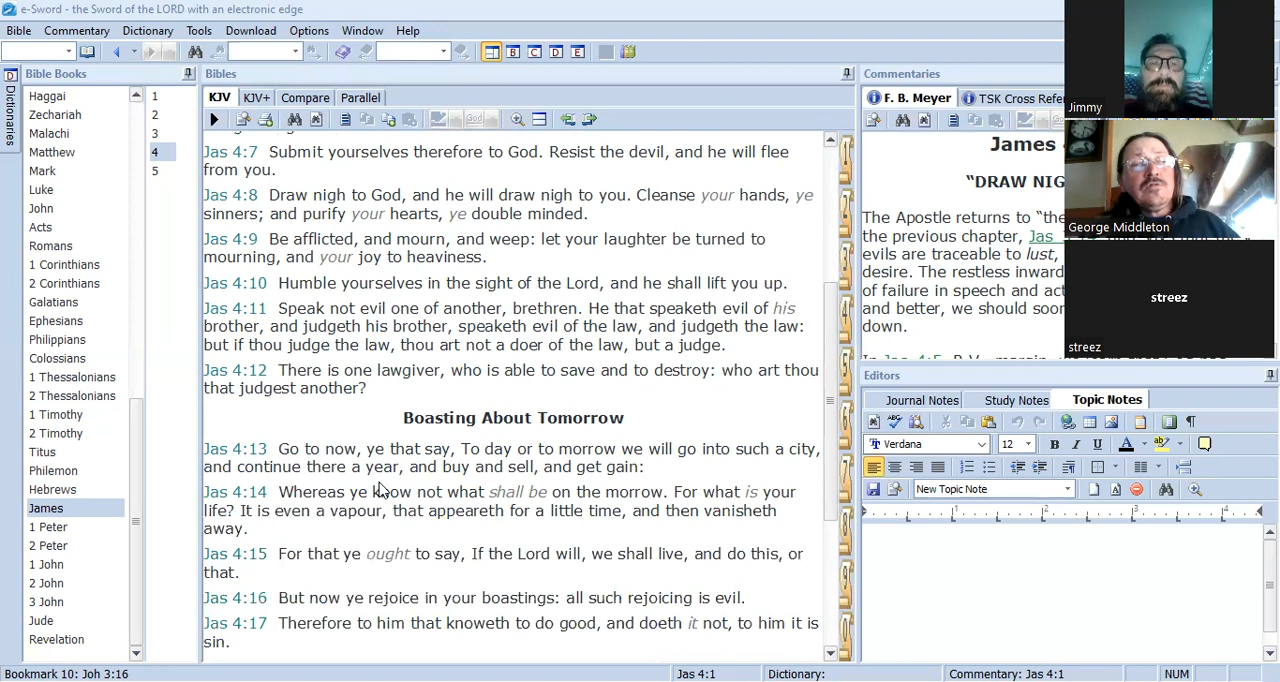 e-Sword - the Sword of the LORD with an electronic edge
Bible Commentary Dictionary Tools Download Options Window Help
B C D E
D Dictionaries
Bible Books
Haggai
Zechariah
Malachi
Matthew
Mark
Luke
John
Acts
Romans
1 Corinthians
2 Corinthians
Galatians
Ephesians
Philippians
Colossians
1 Thessalonians
2 Thessalonians
1 Timothy
2 Timothy
Titus
Philemon
Hebrews
James
1 Peter
2 Peter
1 John
2 John
3 John
Jude
Revelation
1
2
3
4
5
Bibles
KJV KJV+ Compare Parallel
Jas 4:7 Submit yourselves therefore to God. Resist the devil, and he will flee
from you.
Jas 4:8 Draw nigh to God, and he will draw nigh to you. Cleanse your hands, ye
sinners; and purify your hearts, ye double minded.
Jas 4:9 Be afflicted, and mourn, and weep: let your laughter be turned to
mourning, and your joy to heaviness.
Jas 4:10 Humble yourselves in the sight of the Lord, and he shall lift you up.
Jas 4:11 Speak not evil one of another, brethren. He that speaketh evil of his
brother, and judgeth his brother, speaketh evil of the law, and judgeth the law:
but if thou judge the law, thou art not a doer of the law, but a judge.
Jas 4:12 There is one lawgiver, who is able to save and to destroy: who art thou
that judgest another?
Boasting About Tomorrow
Jas 4:13 Go to now, ye that say, To day or to morrow we will go into such a city,
and continue there a year, and buy and sell, and get gain:
Jas 4:14 Whereas ye know not what shall be on the morrow. For what is your
life? It is even a vapour, that appeareth for a little time, and then vanisheth
away.
Jas 4:15 For that ye ought to say, If the Lord will, we shall live, and do this, or
that.
Jas 4:16 But now ye rejoice in your boastings: all such rejoicing is evil.
Jas 4:17 Therefore to him that knoweth to do good, and doeth it not, to him it is
sin.
1
2
3
4
5
6
7
8
9
0
Commentaries
F. B. Meyer TSK Cross Refer
James
“DRAW NIG
The Apostle returns to “the
the previous chapter, Jas
evils are traceable to lust,
desire. The restless inward
of failure in speech and act
and better, we should soon
down.
Jimmy
George Middleton
streez
streez
Editors
Journal Notes Study Notes Topic Notes
Verdana 12 B I U A
New Topic Note
1 2 3 4
Bookmark 10: Joh 3:16 Jas 4:1 Dictionary: Commentary: Jas 4:1 NUM